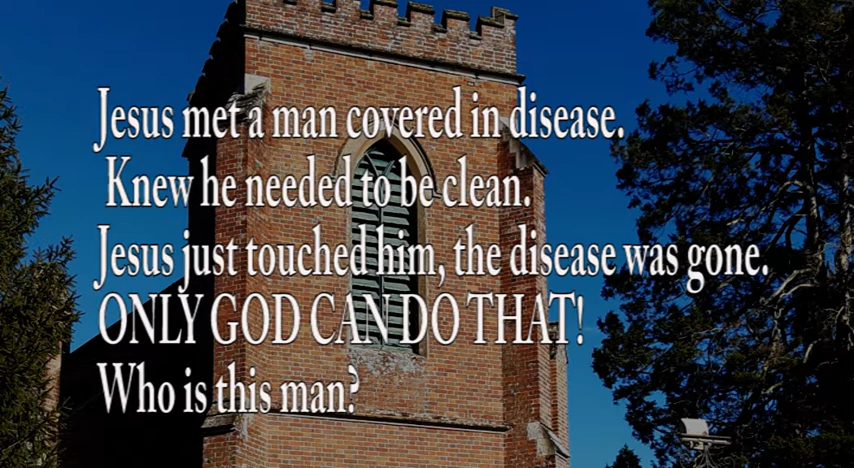 Jesus met a man covered in disease.
Knew he needed to be clean.
Jesus just touched him, the disease was gone.
ONLY GOD CAN DO THAT!
Who is this man?